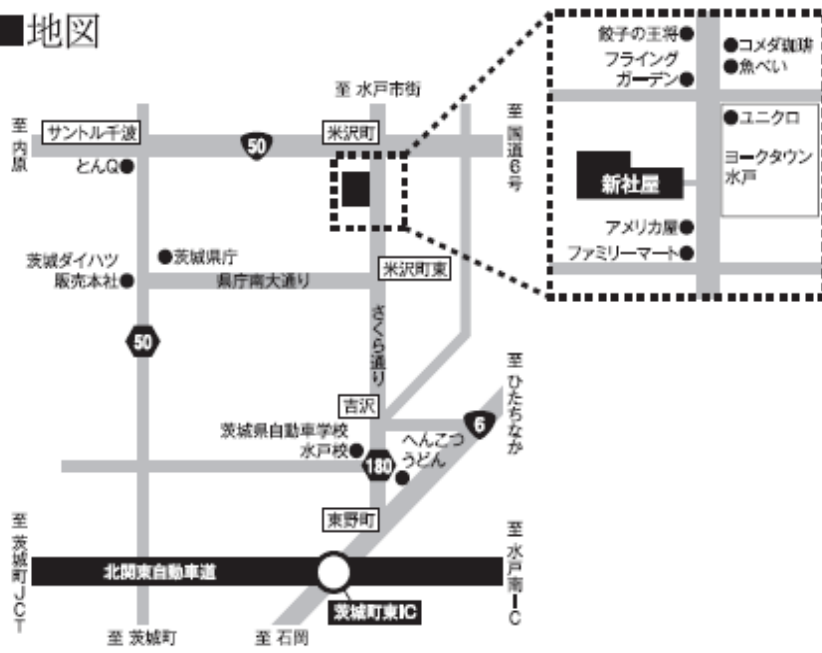 ■地図
餃子の王将
コメダ珈琲
フライング
ガーデン
魚べい
ユニクロ
ヨークタウン
水戸
新社屋
アメリカ屋
ファミリーマート
至 水戸市街
至 内原
サントル千波
50
米沢町
至 国道6号
とんQ
茨城県庁
茨城ダイハツ
販売本社
県庁南大通り
米沢町東
さくら通り
50
吉沢
至 ひたちなか
茨城県自動車学校
水戸校
へんこつ
うどん
6
180
東野町
至 茨城町JCT
北関東自動車道
至 水戸南IC
茨城町東IC
至 茨城町
至 石岡